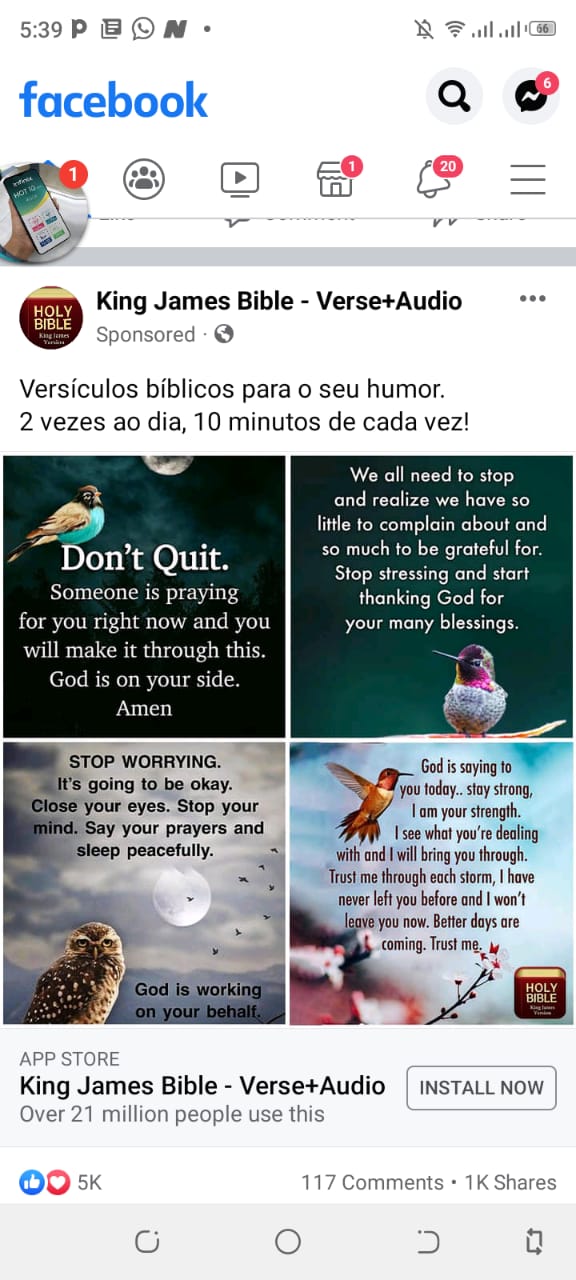 5:39
66
facebook
6
1
1
20
King James Bible - Verse+Audio
Sponsored ·
HOLY
BIBLE
King James
Version
Versículos bíblicos para o seu humor.
2 vezes ao dia, 10 minutos de cada vez!
Don't Quit.
Someone is praying
for you right now and you
will make it through this.
God is on your side.
Amen
We all need to stop
and realize we have so
little to complain about and
so much to be grateful for.
Stop stressing and start
thanking God for
your many blessings.
STOP WORRYING.
It's going to be okay.
Close your eyes. Stop your
mind. Say your prayers and
sleep peacefully.
God is working
on your behalf.
God is saying to
you today.. stay strong,
I am your strength.
I see what you're dealing
with and I will bring you through.
Trust me through each storm, I have
never left you before and I won't
leave you now. Better days are
coming. Trust me.
HOLY
BIBLE
King James
Version
APP STORE
King James Bible - Verse+Audio
Over 21 million people use this
INSTALL NOW
5K
117 Comments • 1K Shares